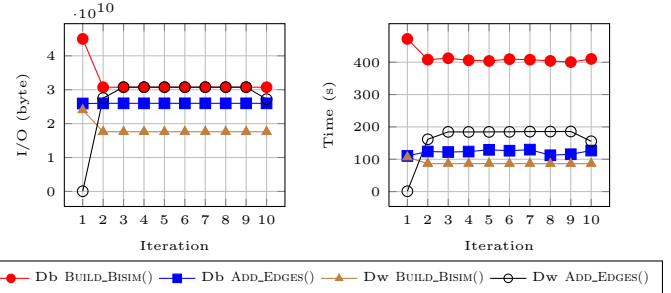 ·10^10
4
3
2
1
0
I/O (byte)
1 2 3 4 5 6 7 8 9 10
Iteration
400
300
200
100
0
Time (s)
1 2 3 4 5 6 7 8 9 10
Iteration
Db BUILD_BISIM() Db ADD_EDGES() Dw BUILD_BISIM() Dw ADD_EDGES()